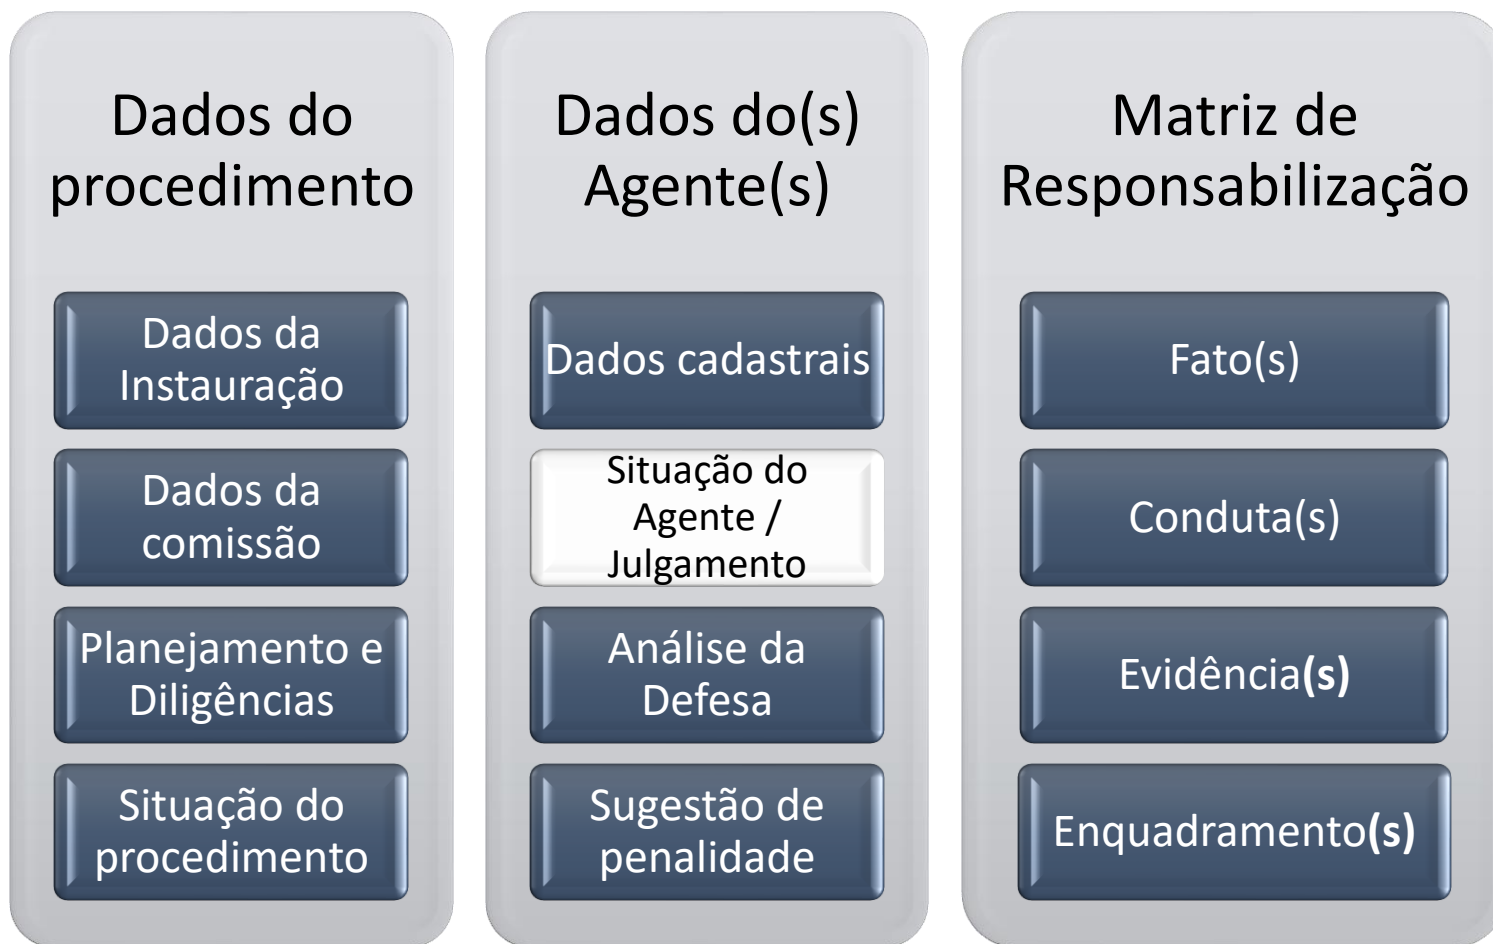 Dados do
procedimento
Dados da
Instauração
Dados da
comissão
Planejamento e
Diligências
Situação do
procedimento
Dados do(s)
Agente(s)
Dados cadastrais
Situação do
Agente /
Julgamento
Análise da
Defesa
Sugestão de
penalidade
Matriz de
Responsabilização
Fato(s)
Conduta(s)
Evidência(s)
Enquadramento(s)